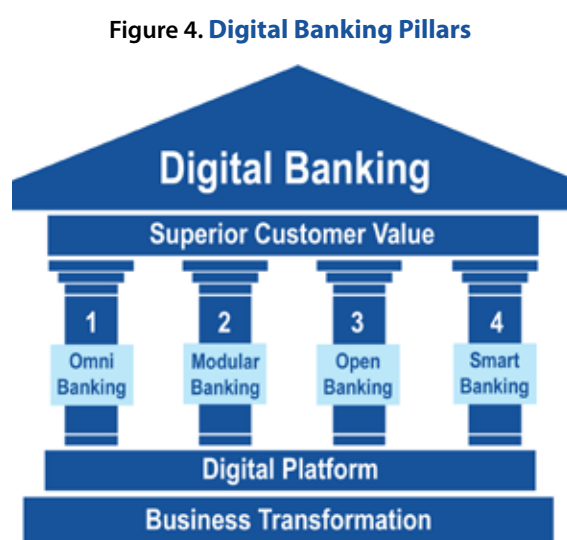 Figure 4. Digital Banking Pillars
Digital Banking
Superior Customer Value
1
Omni
Banking
2
Modular
Banking
3
Open
Banking
4
Smart
Banking
Digital Platform
Business Transformation